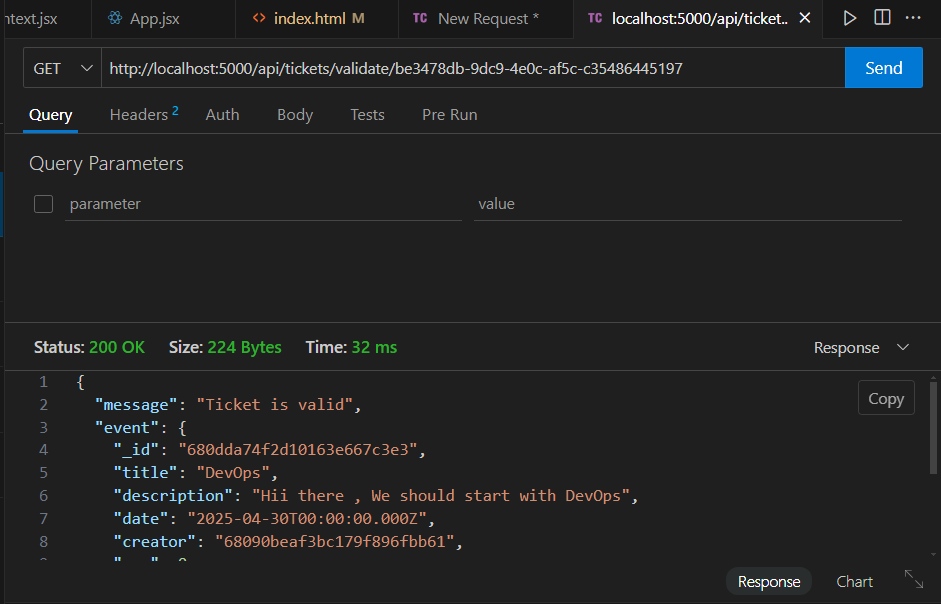 ntext.jsx App.jsx <> index.html M TC New Request * TC localhost:5000/api/ticket.. ✕ ...
GET http://localhost:5000/api/tickets/validate/be3478db-9dc9-4e0c-af5c-c35486445197 Send
Query Headers 2 Auth Body Tests Pre Run
Query Parameters
parameter value
Status: 200 OK Size: 224 Bytes Time: 32 ms Response
1 {
Copy
2 "message": "Ticket is valid",
3 "event": {
4 "_id": "680dda74f2d10163e667c3e3",
5 "title": "DevOps",
6 "description": "Hii there , We should start with DevOps",
7 "date": "2025-04-30T00:00:00.000Z",
8 "creator": "68090beaf3bc179f896fbb61",
Response Chart